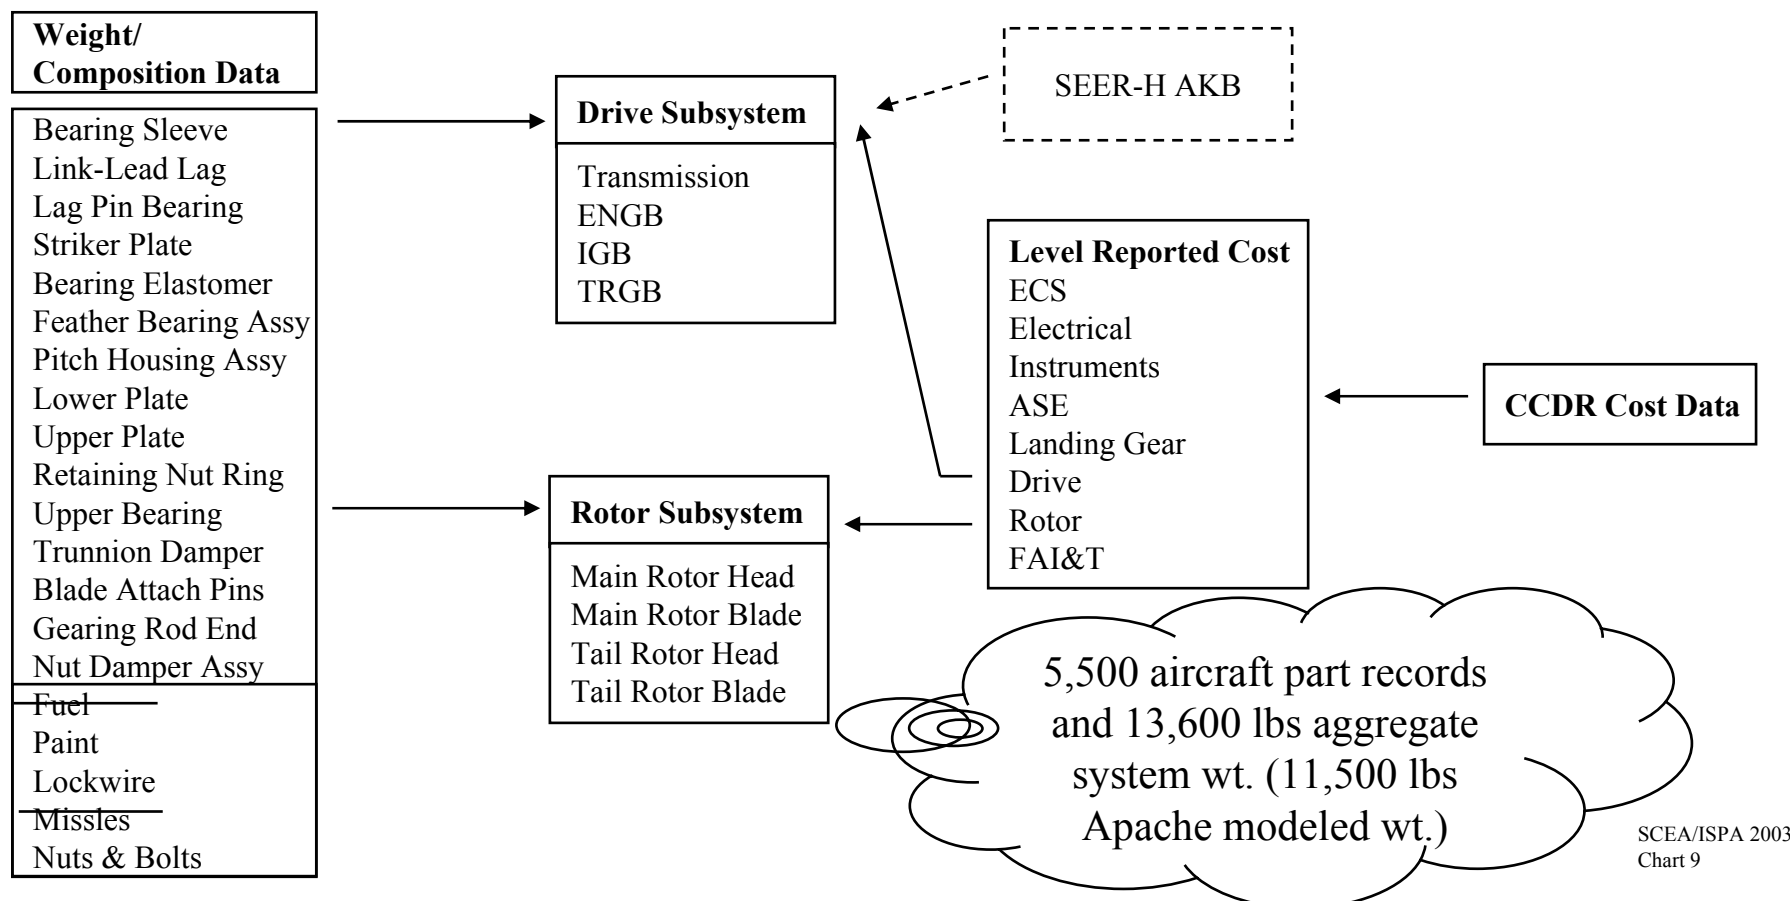 Weight/
Composition Data
Bearing Sleeve
Link-Lead Lag
Lag Pin Bearing
Striker Plate
Bearing Elastomer
Feather Bearing Assy
Pitch Housing Assy
Lower Plate
Upper Plate
Retaining Nut Ring
Upper Bearing
Trunnion Damper
Blade Attach Pins
Gearing Rod End
Nut Damper Assy
Fuel
Paint
Lockwire
Missles
Nuts & Bolts
Drive Subsystem
Transmission
ENGB
IGB
TRGB
Rotor Subsystem
Main Rotor Head
Main Rotor Blade
Tail Rotor Head
Tail Rotor Blade
SEER-H AKB
Level Reported Cost
ECS
Electrical
Instruments
ASE
Landing Gear
Drive
Rotor
FAI&T
CCDR Cost Data
5,500 aircraft part records
and 13,600 lbs aggregate
system wt. (11,500 lbs
Apache modeled wt.)
SCEA/ISPA 2003
Chart 9